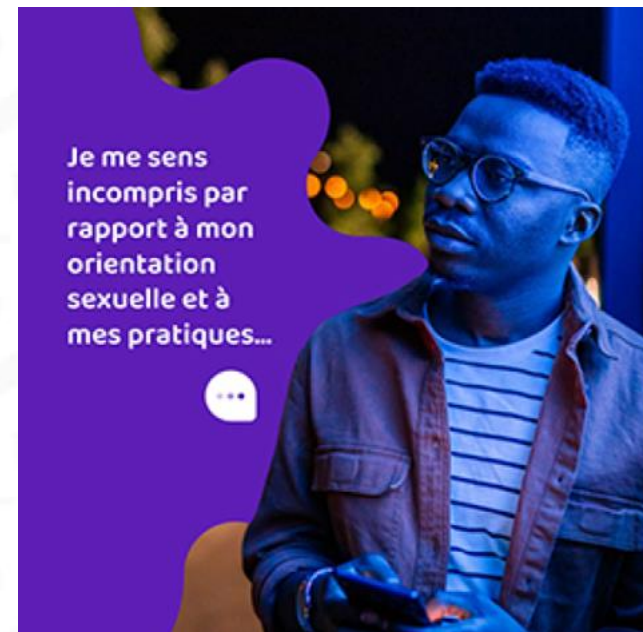 Je me sens
incompris par
rapport à mon
orientation
sexuelle et à
mes pratiques...